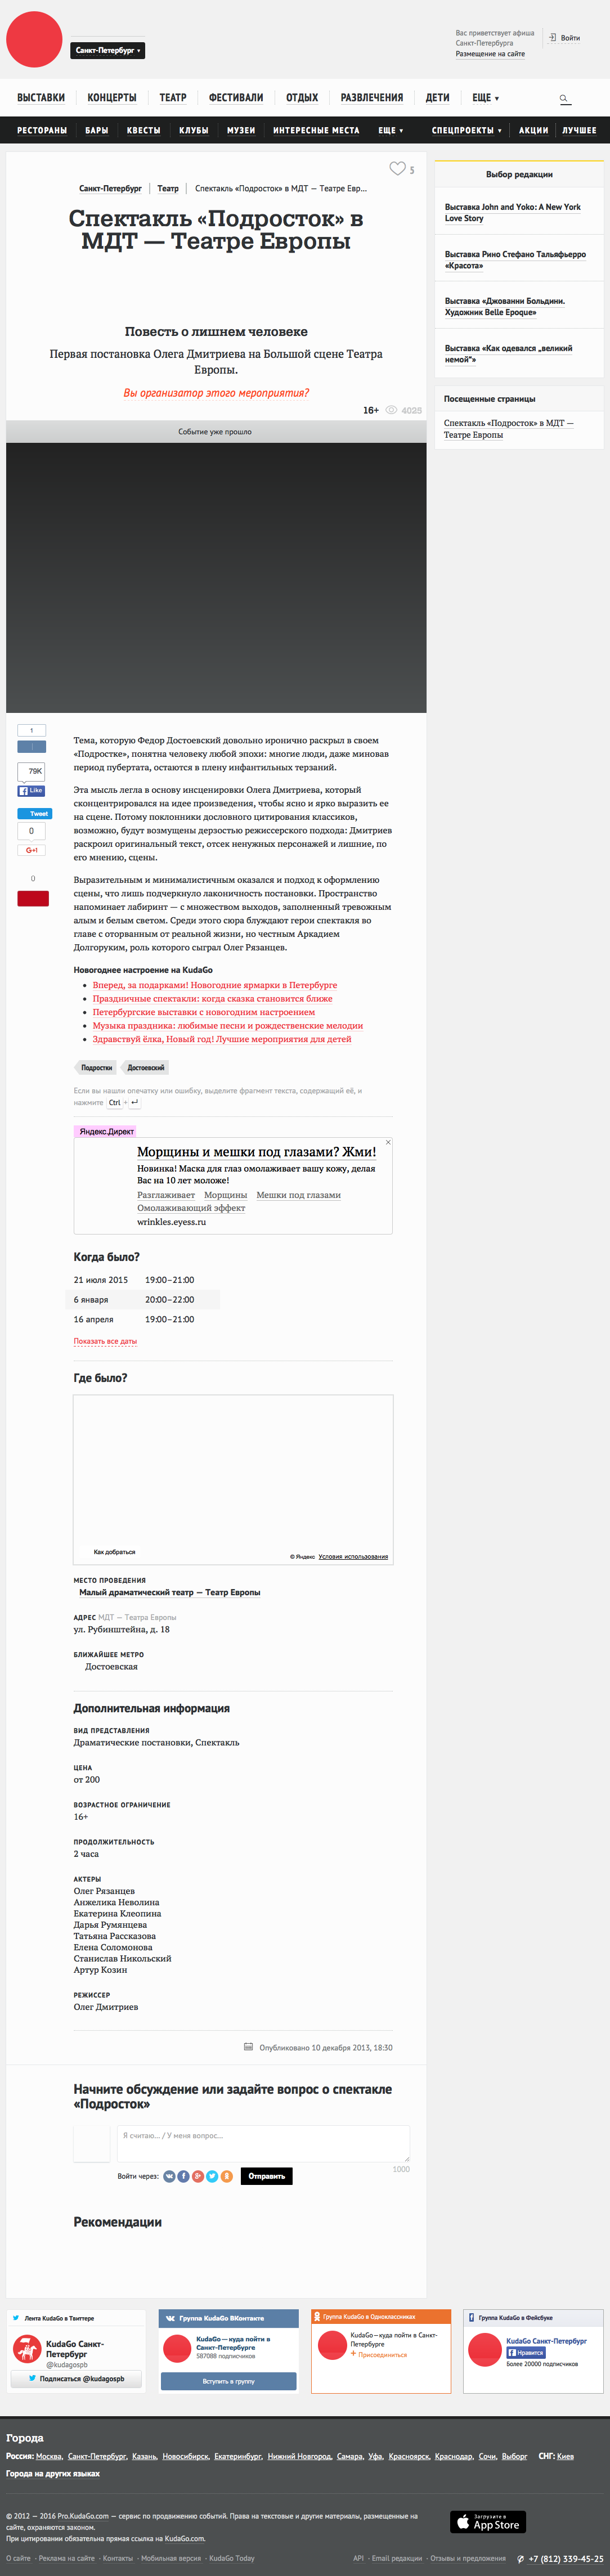 Санкт-Петербург ▾
Вас приветствует афиша
Санкт-Петербурга
Размещение на сайте
Войти
ВЫСТАВКИ
КОНЦЕРТЫ
ТЕАТР
ФЕСТИВАЛИ
ОТДЫХ
РАЗВЛЕЧЕНИЯ
ДЕТИ
ЕЩЕ ▾
РЕСТОРАНЫ
БАРЫ
КВЕСТЫ
КЛУБЫ
МУЗЕИ
ИНТЕРЕСНЫЕ МЕСТА
ЕЩЕ ▾
СПЕЦПРОЕКТЫ ▾
АКЦИИ
ЛУЧШЕЕ
5
Санкт-Петербург
Театр
Спектакль «Подросток» в МДТ — Театре Евр...
Спектакль «Подросток» в
МДТ — Театре Европы
Повесть о лишнем человеке
Первая постановка Олега Дмитриева на Большой сцене Театра
Европы.
Вы организатор этого мероприятия?
16+ 4025
Событие уже прошло
Выбор редакции
Выставка John and Yoko: A New York
Love Story
Выставка Рино Стефано Тальяфьерро
«Красота»
Выставка «Джованни Больдини.
Художник Belle Epoque»
Выставка «Как одевался „великий
немой“»
Посещенные страницы
Спектакль «Подросток» в МДТ —
Театре Европы
1
79K
Like
Tweet
0
G+1
0
Тема, которую Федор Достоевский довольно иронично раскрыл в своем
«Подростке», понятна человеку любой эпохи: многие люди, даже миновав
период пубертата, остаются в плену инфантильных терзаний.
Эта мысль легла в основу инсценировки Олега Дмитриева, который
сконцентрировался на идее произведения, чтобы ясно и ярко выразить ее
на сцене. Потому поклонники дословного цитирования классиков,
возможно, будут возмущены дерзостью режиссерского подхода: Дмитриев
раскроил оригинальный текст, отсек ненужных персонажей и лишние, по
его мнению, сцены.
Выразительным и минималистичным оказался и подход к оформлению
сцены, что лишь подчеркнуло лаконичность постановки. Пространство
напоминает лабиринт — с множеством выходов, заполненный тревожным
алым и белым светом. Среди этого сюра блуждают герои спектакля во
главе с оторванным от реальной жизни, но честным Аркадием
Долгоруким, роль которого сыграл Олег Рязанцев.
Новогоднее настроение на KudaGo
Вперед, за подарками! Новогодние ярмарки в Петербурге
Праздничные спектакли: когда сказка становится ближе
Петербургские выставки с новогодним настроением
Музыка праздника: любимые песни и рождественские мелодии
Здравствуй ёлка, Новый год! Лучшие мероприятия для детей
Подростки
Достоевский
Если вы нашли опечатку или ошибку, выделите фрагмент текста, содержащий её, и
нажмите Ctrl + ↵
Яндекс.Директ
Морщины и мешки под глазами? Жми!
Новинка! Маска для глаз омолаживает вашу кожу, делая
Вас на 10 лет моложе!
Разглаживает Морщины Мешки под глазами
Омолаживающий эффект
wrinkles.eyess.ru
Когда было?
21 июля 2015 19:00–21:00
6 января 20:00–22:00
16 апреля 19:00–21:00
Показать все даты
Где было?
Как добраться
© Яндекс Условия использования
МЕСТО ПРОВЕДЕНИЯ
Малый драматический театр — Театр Европы
АДРЕС МДТ — Театра Европы
ул. Рубинштейна, д. 18
БЛИЖАЙШЕЕ МЕТРО
Достоевская
Дополнительная информация
ВИД ПРЕДСТАВЛЕНИЯ
Драматические постановки, Спектакль
ЦЕНА
от 200
ВОЗРАСТНОЕ ОГРАНИЧЕНИЕ
16+
ПРОДОЛЖИТЕЛЬНОСТЬ
2 часа
АКТЕРЫ
Олег Рязанцев
Анжелика Неволина
Екатерина Клеопина
Дарья Румянцева
Татьяна Рассказова
Елена Соломонова
Станислав Никольский
Артур Козин
РЕЖИССЕР
Олег Дмитриев
Опубликовано 10 декабря 2013, 18:30
Начните обсуждение или задайте вопрос о спектакле
«Подросток»
Я считаю... / У меня вопрос...
1000
Войти через:
Отправить
Рекомендации
Лента KudaGo в Твиттере
KudaGo Санкт-
Петербург
@kudagospb
Подписаться @kudagospb
Группа KudaGo ВКонтакте
KudaGo—куда пойти в
Санкт-Петербурге
587088 подписчиков
Вступить в группу
Группа KudaGo в Одноклассниках
KudaGo—куда пойти в Санкт-
Петербурге
+ Присоединиться
Группа KudaGo в Фейсбуке
KudaGo Санкт-Петербург
Нравится
Более 20000 подписчиков
Города
Россия: Москва, Санкт-Петербург, Казань, Новосибирск, Екатеринбург, Нижний Новгород, Самара, Уфа, Красноярск, Краснодар, Сочи, Выборг СНГ: Киев
Города на других языках
© 2012 — 2016 Pro.KudaGo.com — сервис по продвижению событий. Права на текстовые и другие материалы, размещенные на
сайте, охраняются законом.
При цитировании обязательна прямая ссылка на KudaGo.com.
Загрузите в
App Store
О сайте - Реклама на сайте - Контакты - Мобильная версия - KudaGo Today
API - Email редакции - Отзывы и предложения
+7 (812) 339-45-25